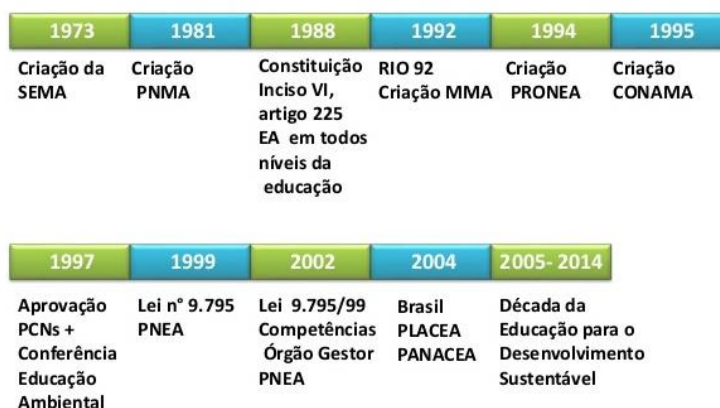 1973 1981 1988 1992 1994 1995
Criação da SEMA
Criação PNMA
Constituição
Inciso VI,
artigo 225
EA em todos
níveis da
educação
RIO 92
Criação MMA
Criação
PRONEA
Criação
CONAMA
1997 1999 2002 2004 2005- 2014
Aprovação
PCNs +
Conferência
Educação
Ambiental
Lei n° 9.795
PNEA
Lei 9.795/99
Competências
Órgão Gestor
PNEA
Brasil
PLACEA
PANACEA
Década da
Educação para o
Desenvolvimento
Sustentável